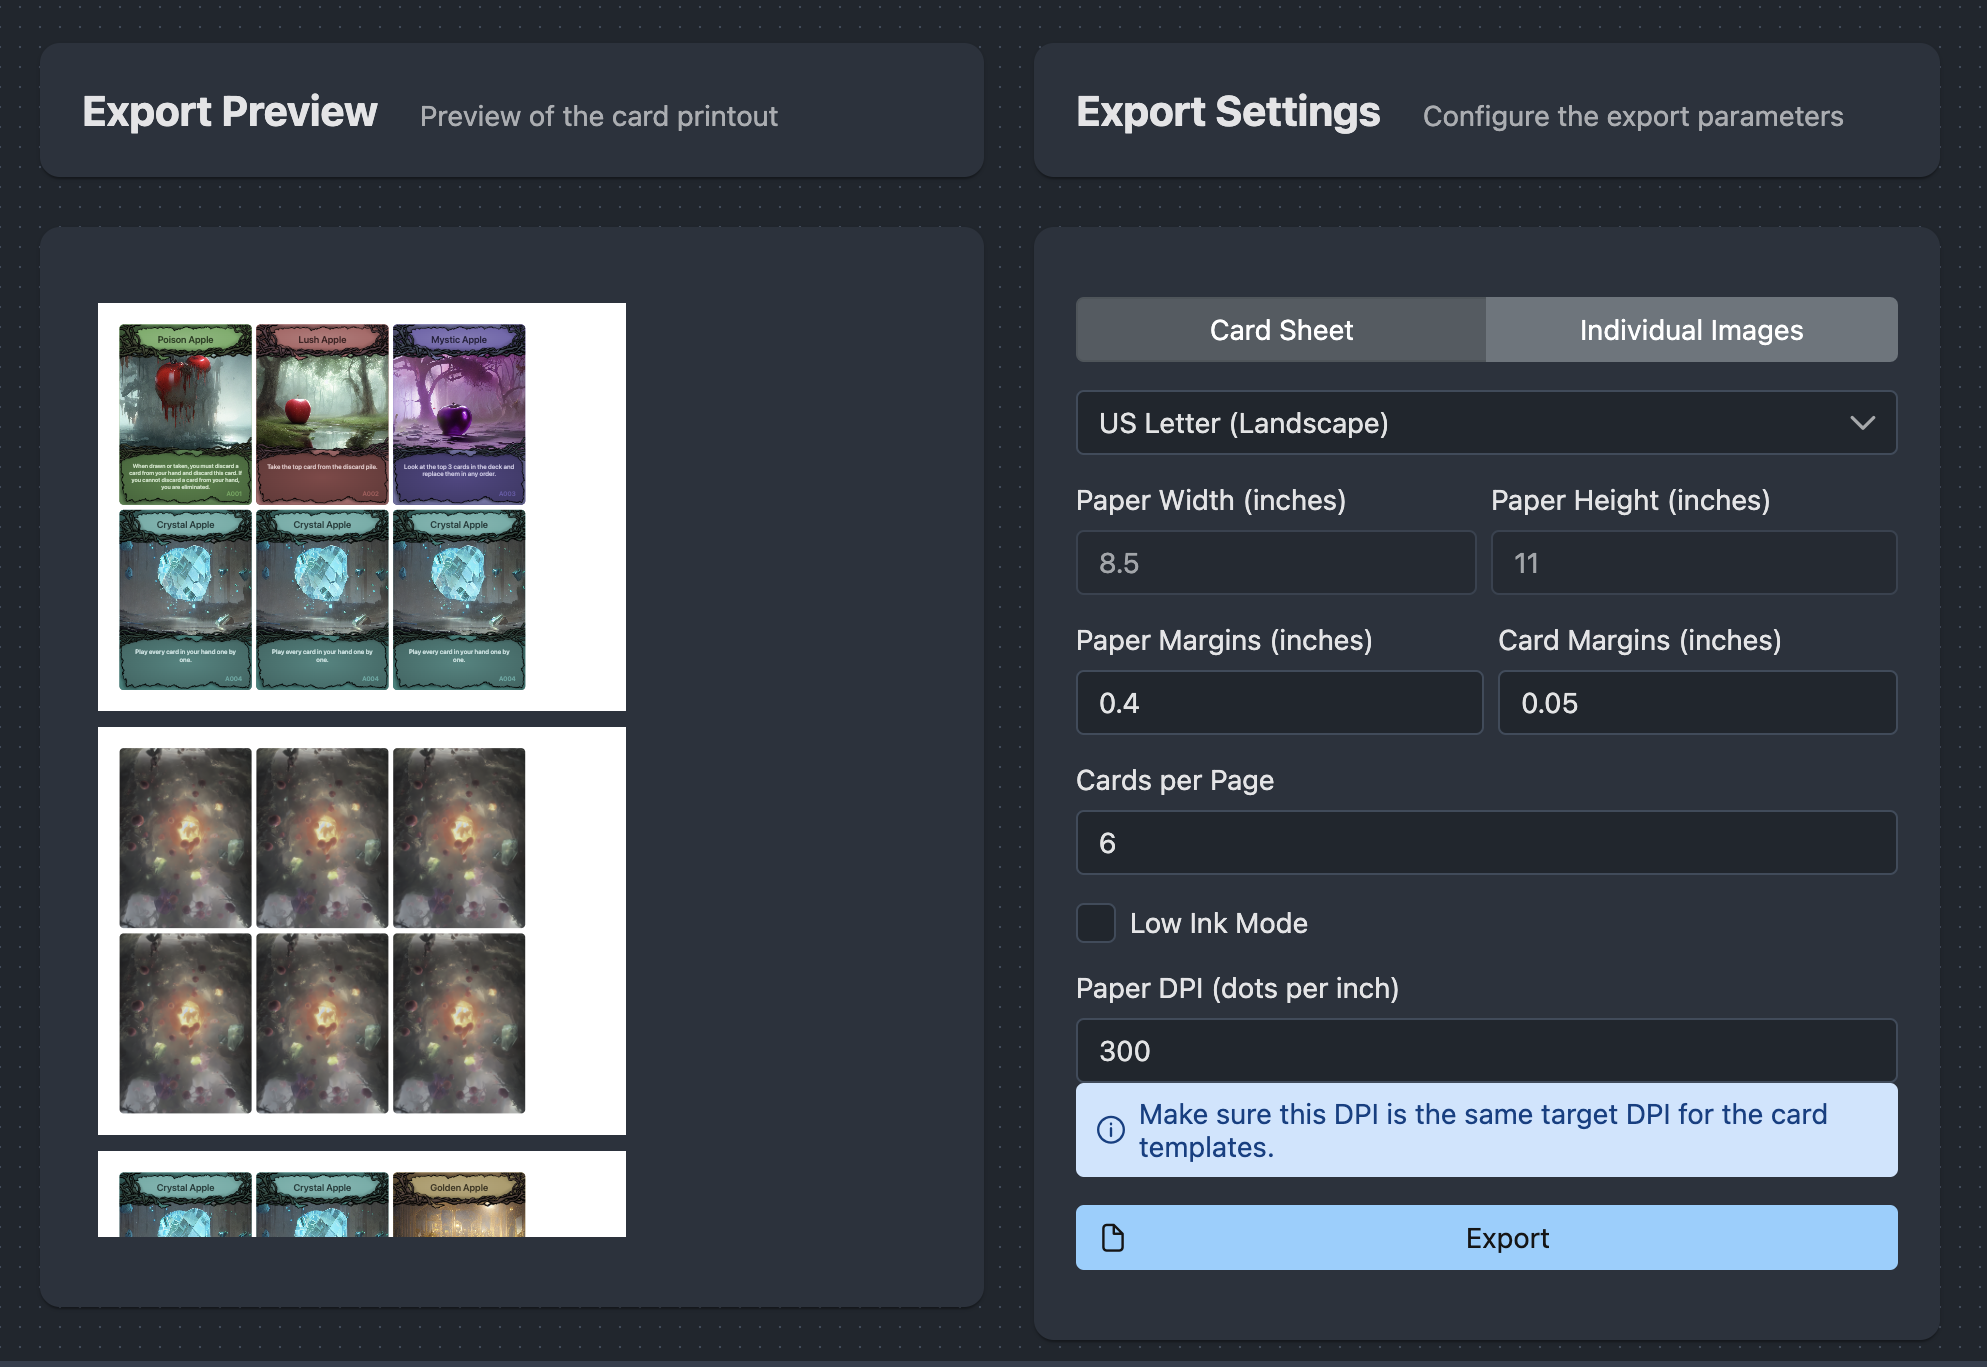 Export Preview
Preview of the card printout
Poison Apple
Lush Apple
Mystic Apple
When drawn or taken, you must discard a
card from your hand and discard this card. If
you cannot discard a card from your hand,
you are eliminated.
A001
Take the top card from the discard pile.
A002
Look at the top 3 cards in the deck and
replace them in any order.
A003
Crystal Apple
Crystal Apple
Crystal Apple
Play every card in your hand one by
one.
A004
Play every card in your hand one by
one.
A004
Play every card in your hand one by
one.
A004
Crystal Apple
Crystal Apple
Golden Apple
Export Settings
Configure the export parameters
Card Sheet
Individual Images
US Letter (Landscape)
Paper Width (inches)
Paper Height (inches)
8.5
11
Paper Margins (inches)
Card Margins (inches)
0.4
0.05
Cards per Page
6
Low Ink Mode
Paper DPI (dots per inch)
300
Make sure this DPI is the same target DPI for the card
templates.
Export